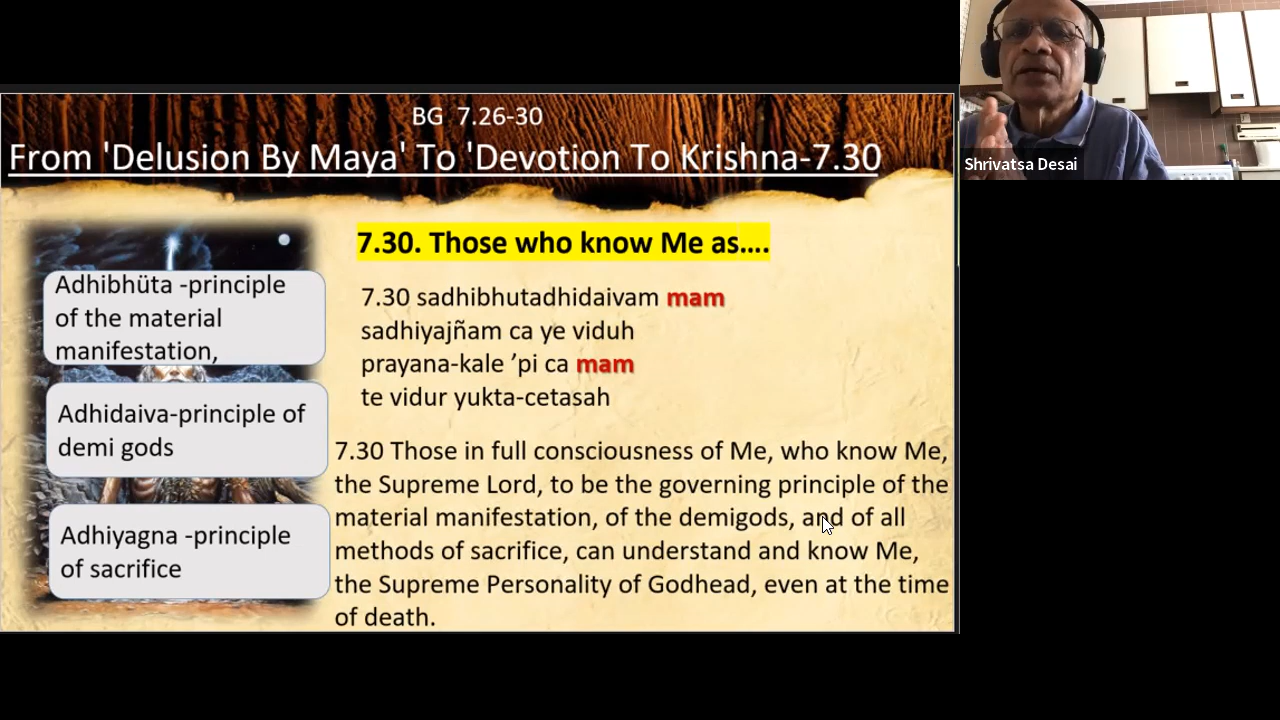 BG 7.26-30
From 'Delusion By Maya' To 'Devotion To Krishna-7.30
7.30. Those who know Me as....
Adhibhüta -principle
of the material
manifestation,
Adhidaiva-principle of
demi gods
Adhiyagna -principle
of sacrifice
7.30 sadhibhutadhidaivam mam
sadhiyajñam ca ye viduh
prayana-kale ’pi ca mam
te vidur yukta-cetasah
7.30 Those in full consciousness of Me, who know Me,
the Supreme Lord, to be the governing principle of the
material manifestation, of the demigods, and of all
methods of sacrifice, can understand and know Me,
the Supreme Personality of Godhead, even at the time
of death.
Shrivatsa Desai